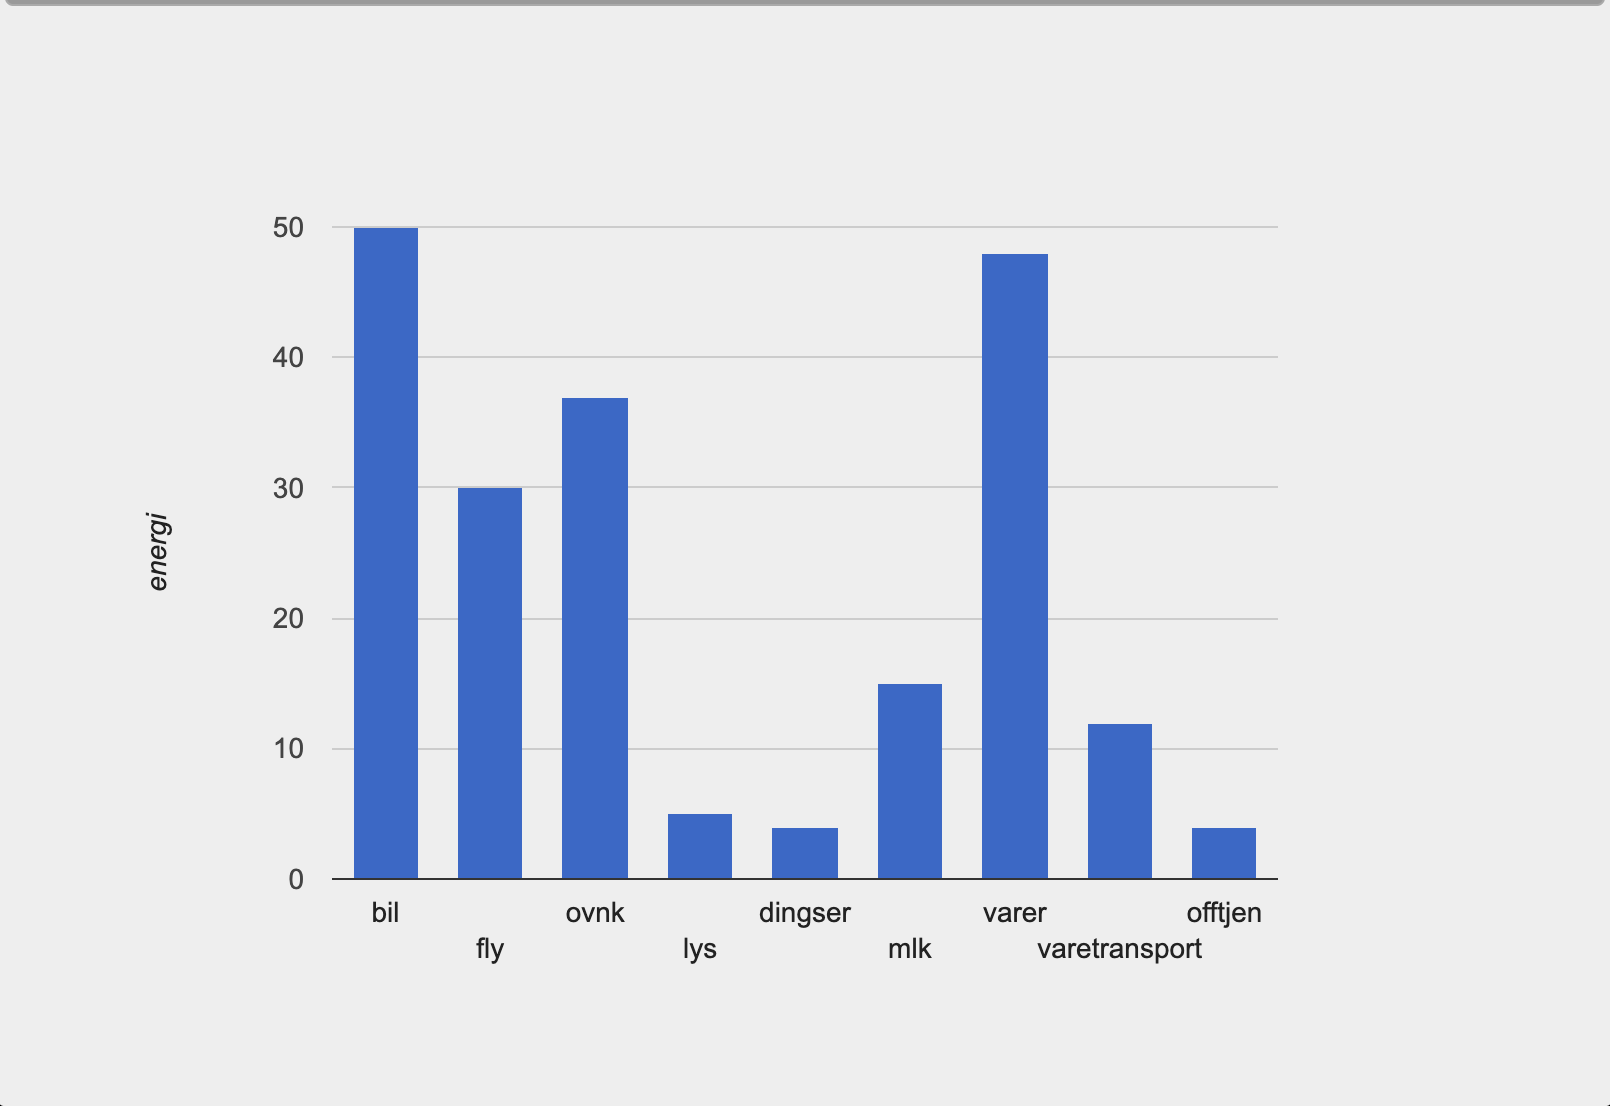 50
40
30
20
10
0
energi
bil
fly
ovnk
lys
dingser
mlk
varer
varetransport
offtjen